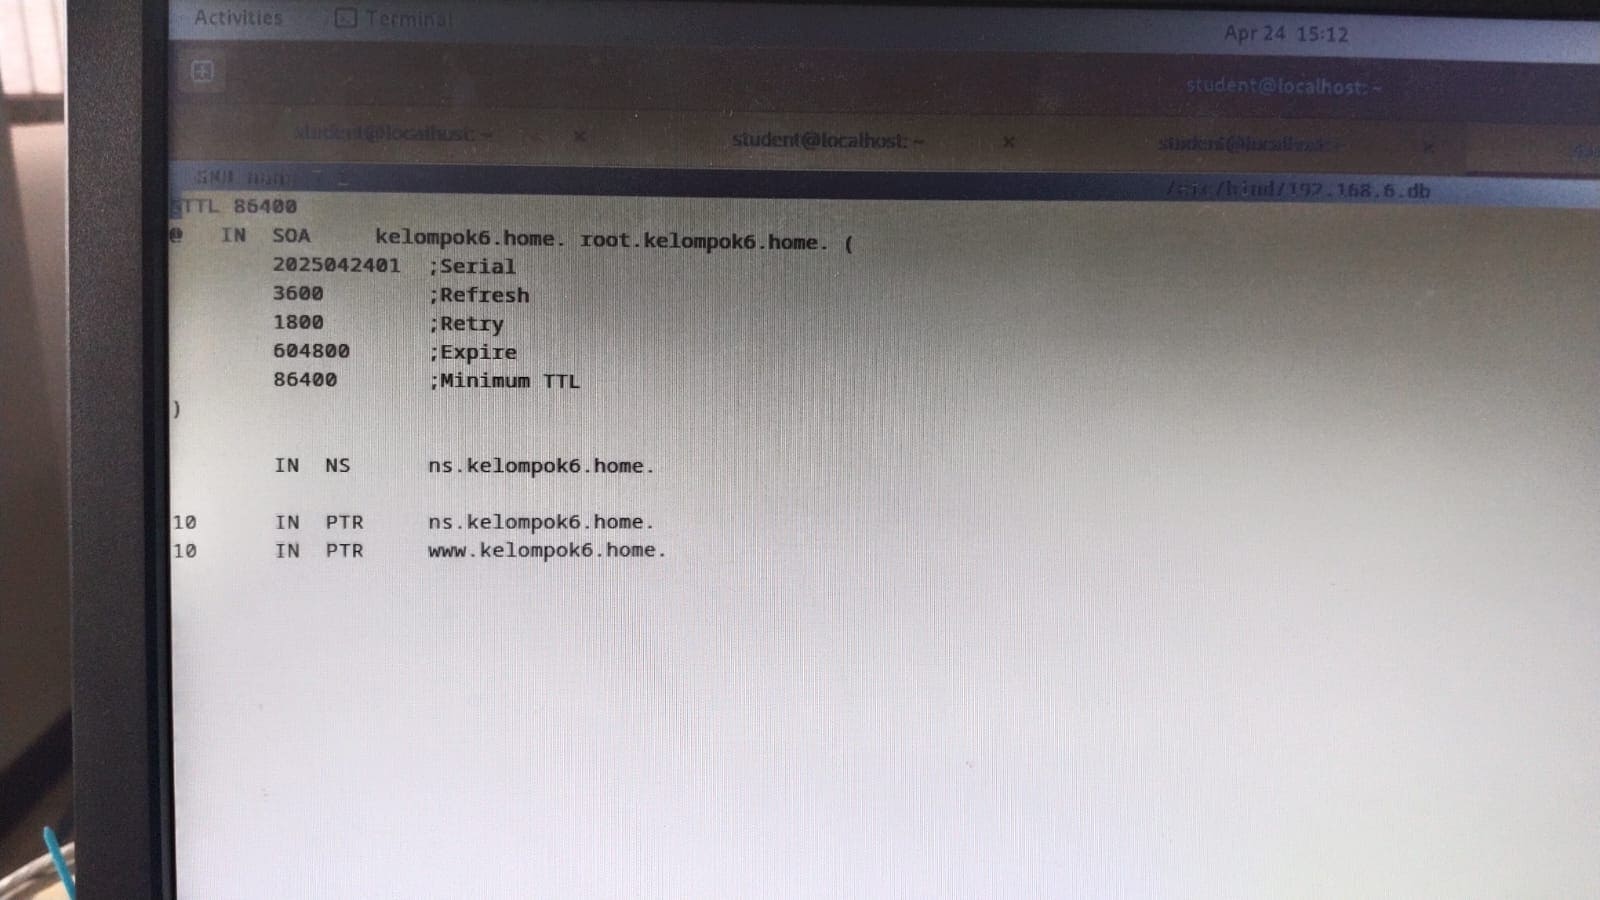 Activities Terminal
Apr 24 15:12
student@localhost:~
student@localhost:~ × student@localhost:~ × student@localhost:~ ×
GNU nano /etc/bind/192.168.6.db
$TTL 86400
@ IN SOA kelompok6.home. root.kelompok6.home. (
2025042401 ;Serial
3600 ;Refresh
1800 ;Retry
604800 ;Expire
86400 ;Minimum TTL
)
IN NS ns.kelompok6.home.
10 IN PTR ns.kelompok6.home.
10 IN PTR www.kelompok6.home.